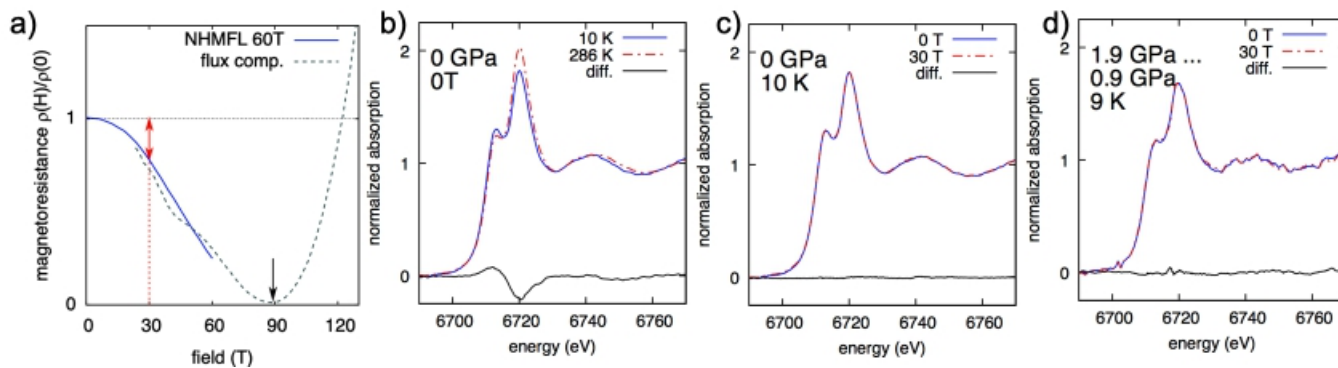 a)
NHMFL 60T
flux comp.
magnetoresistance ρ(H)/ρ(0)
1
0
0 30 60 90 120
field (T)
b)
10 K
286 K
diff.
0 GPa
0T
normalized absorption
2
1
0
6700 6720 6740 6760
energy (eV)
c)
0 T
30 T
diff.
0 GPa
10 K
normalized absorption
2
1
0
6700 6720 6740 6760
energy (eV)
d)
0 T
30 T
diff.
1.9 GPa ...
0.9 GPa
9 K
normalized absorption
2
1
0
6700 6720 6740 6760
energy (eV)